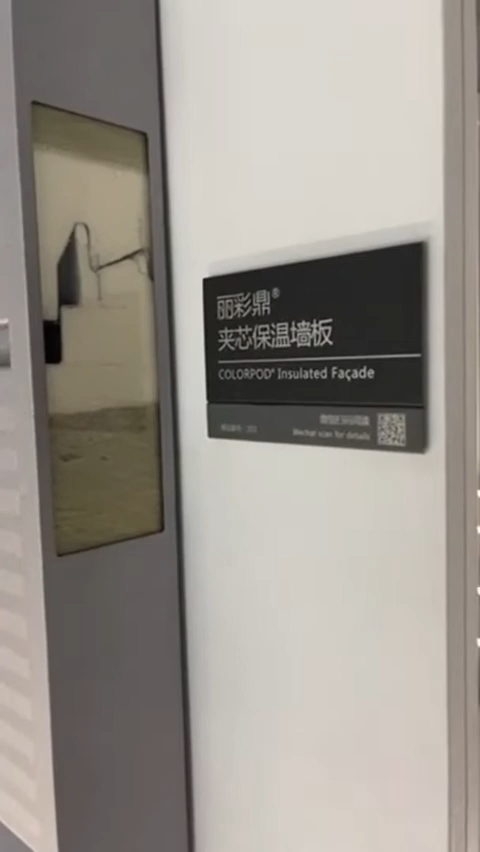 丽彩鼎®
夹芯保温墙板
COLORPOD® Insulated Façade
Wechat scan for details